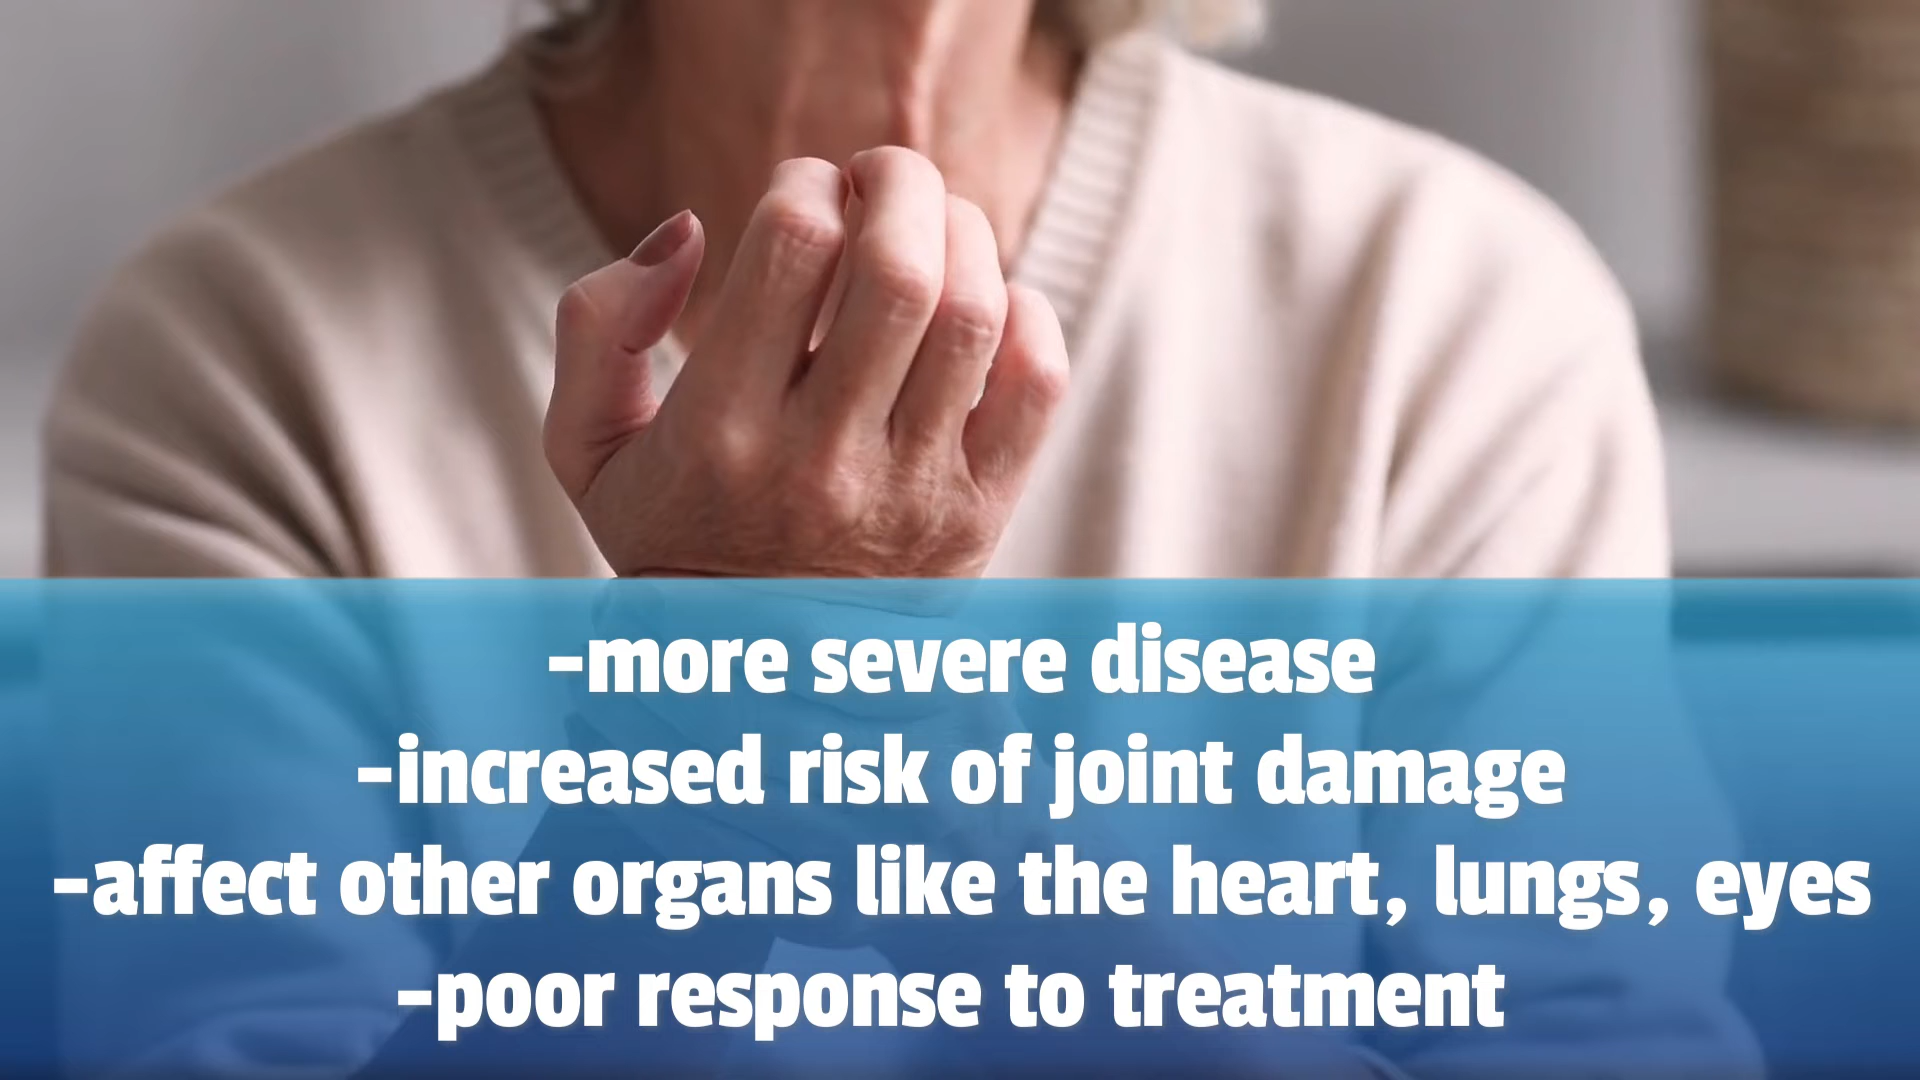 -more severe disease
-increased risk of joint damage
-affect other organs like the heart, lungs, eyes
-poor response to treatment